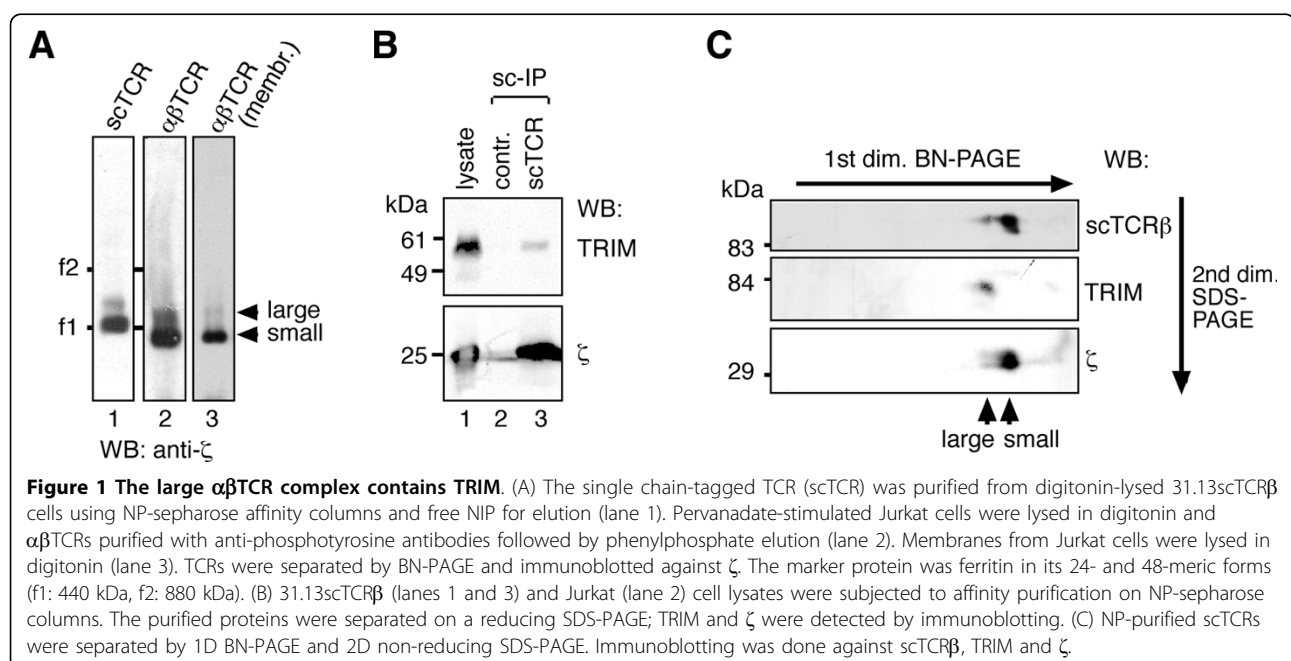 A
scTCR
αβTCR
αβTCR
(membr.)
f2
f1
large
small
1 2 3
WB: anti-ζ
B
sc-IP
lysate
contr.
scTCR
kDa
WB:
61
TRIM
49
25
ζ
1 2 3
C
1st dim. BN-PAGE
WB:
kDa
scTCRβ
83
84
TRIM
2nd dim.
SDS-
PAGE
ζ
29
large small
Figure 1 The large αβTCR complex contains TRIM. (A) The single chain-tagged TCR (scTCR) was purified from digitonin-lysed 31.13scTCRβ
cells using NP-sepharose affinity columns and free NIP for elution (lane 1). Pervanadate-stimulated Jurkat cells were lysed in digitonin and
αβTCRs purified with anti-phosphotyrosine antibodies followed by phenylphosphate elution (lane 2). Membranes from Jurkat cells were lysed in
digitonin (lane 3). TCRs were separated by BN-PAGE and immunoblotted against ζ. The marker protein was ferritin in its 24- and 48-meric forms
(f1: 440 kDa, f2: 880 kDa). (B) 31.13scTCRβ (lanes 1 and 3) and Jurkat (lane 2) cell lysates were subjected to affinity purification on NP-sepharose
columns. The purified proteins were separated on a reducing SDS-PAGE; TRIM and ζ were detected by immunoblotting. (C) NP-purified scTCRs
were separated by 1D BN-PAGE and 2D non-reducing SDS-PAGE. Immunoblotting was done against scTCRβ, TRIM and ζ.